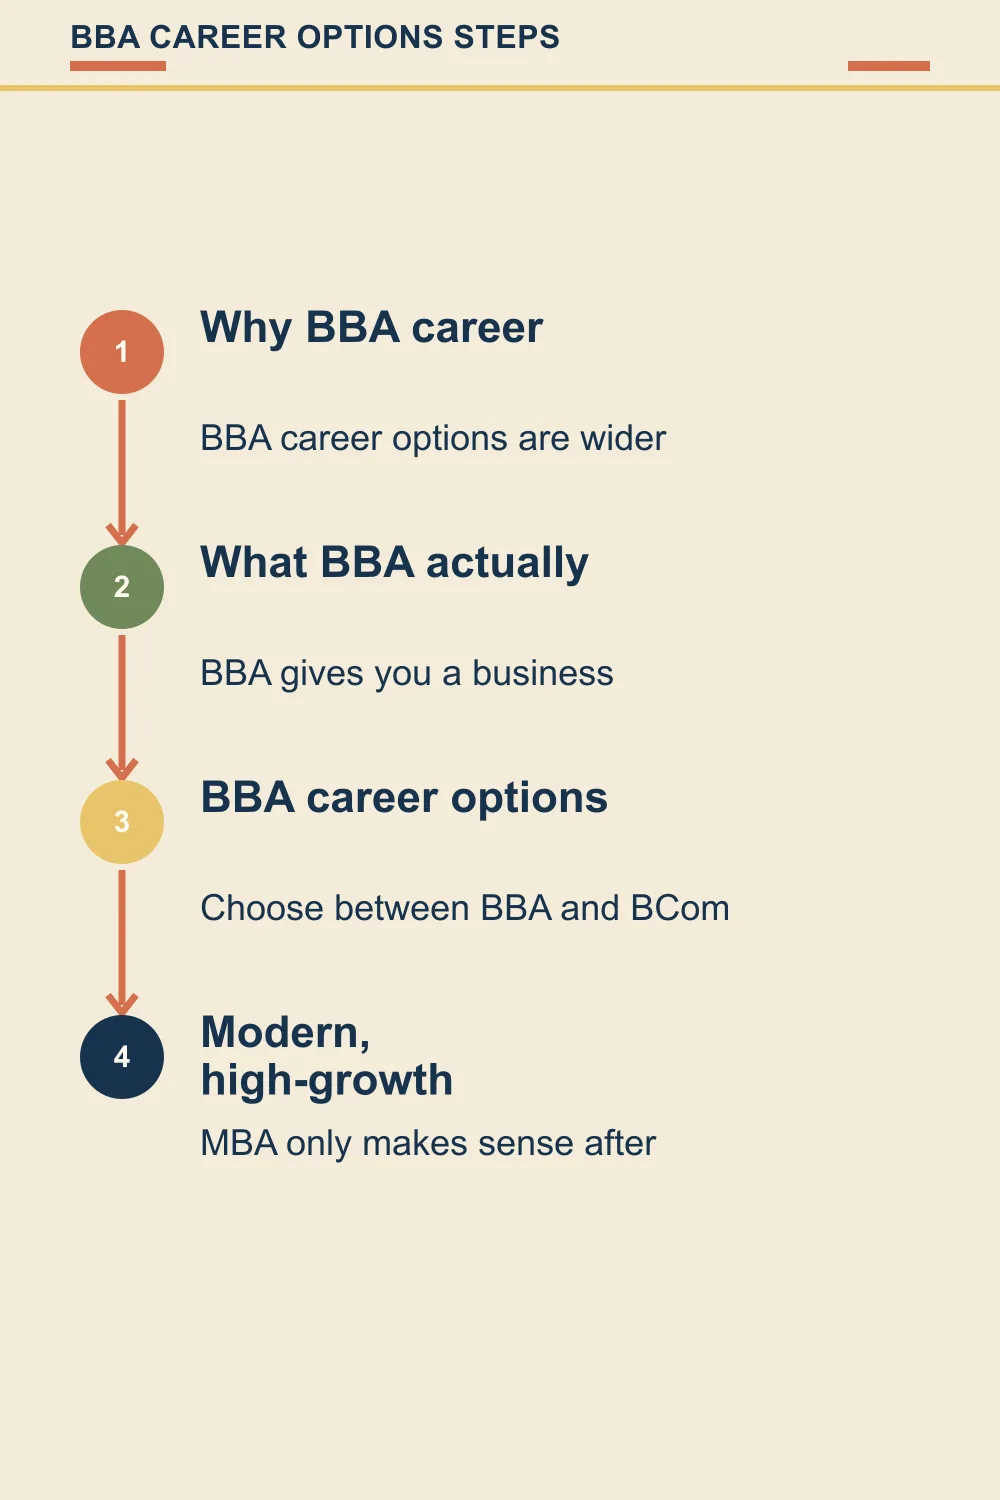 BBA CAREER OPTIONS STEPS
1
Why BBA career
BBA career options are wider
2
What BBA actually
BBA gives you a business
3
BBA career options
Choose between BBA and BCom
4
Modern,
high-growth
MBA only makes sense after